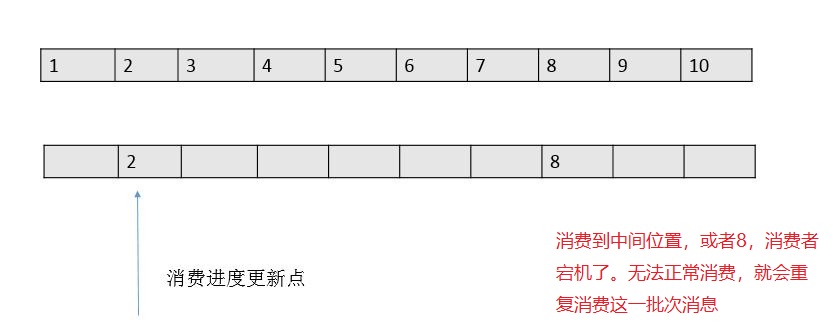 1 2 3 4 5 6 7 8 9 10
2 8
消费进度更新点
消费到中间位置，或者8，消费者
宕机了。无法正常消费，就会重
复消费这一批次消息